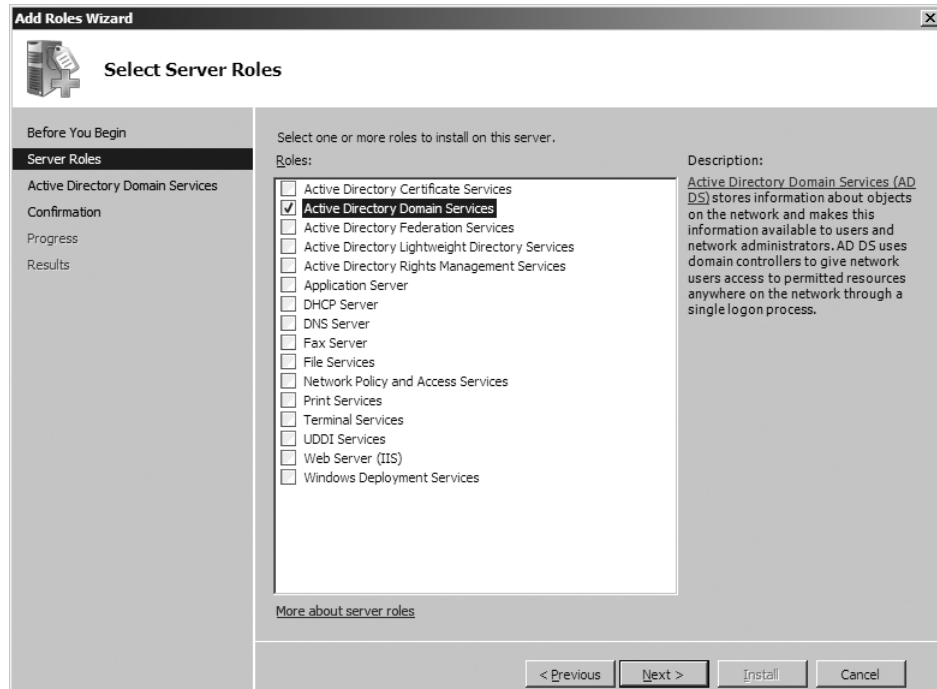 Add Roles Wizard
Select Server Roles
Before You Begin
Server Roles
Active Directory Domain Services
Confirmation
Progress
Results
Select one or more roles to install on this server.
Roles:
Active Directory Certificate Services
Active Directory Domain Services
Active Directory Federation Services
Active Directory Lightweight Directory Services
Active Directory Rights Management Services
Application Server
DHCP Server
DNS Server
Fax Server
File Services
Network Policy and Access Services
Print Services
Terminal Services
UDDI Services
Web Server (IIS)
Windows Deployment Services
More about server roles
Description:
Active Directory Domain Services (AD
DS) stores information about objects
on the network and makes this
information available to users and
network administrators. AD DS uses
domain controllers to give network
users access to permitted resources
anywhere on the network through a
single logon process.
< Previous
Next >
Install
Cancel